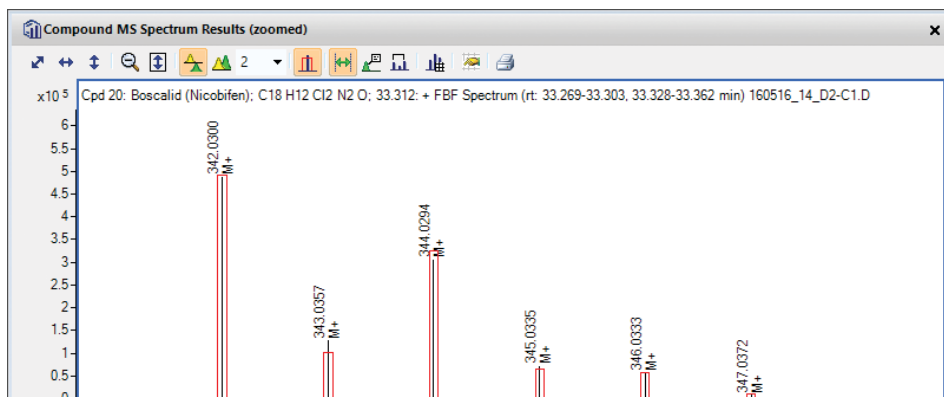 Compound MS Spectrum Results (zoomed)
2
x10 5
Cpd 20: Boscalid (Nicobifen); C18 H12 Cl2 N2 O; 33.312: + FBF Spectrum (rt: 33.269-33.303, 33.328-33.362 min) 160516_14_D2-C1.D
6
5.5
5
4.5
4
3.5
3
2.5
2
1.5
1
0.5
0
342.0300
M+
343.0357
M+
344.0294
M+
345.0335
M+
346.0333
M+
347.0372
M+